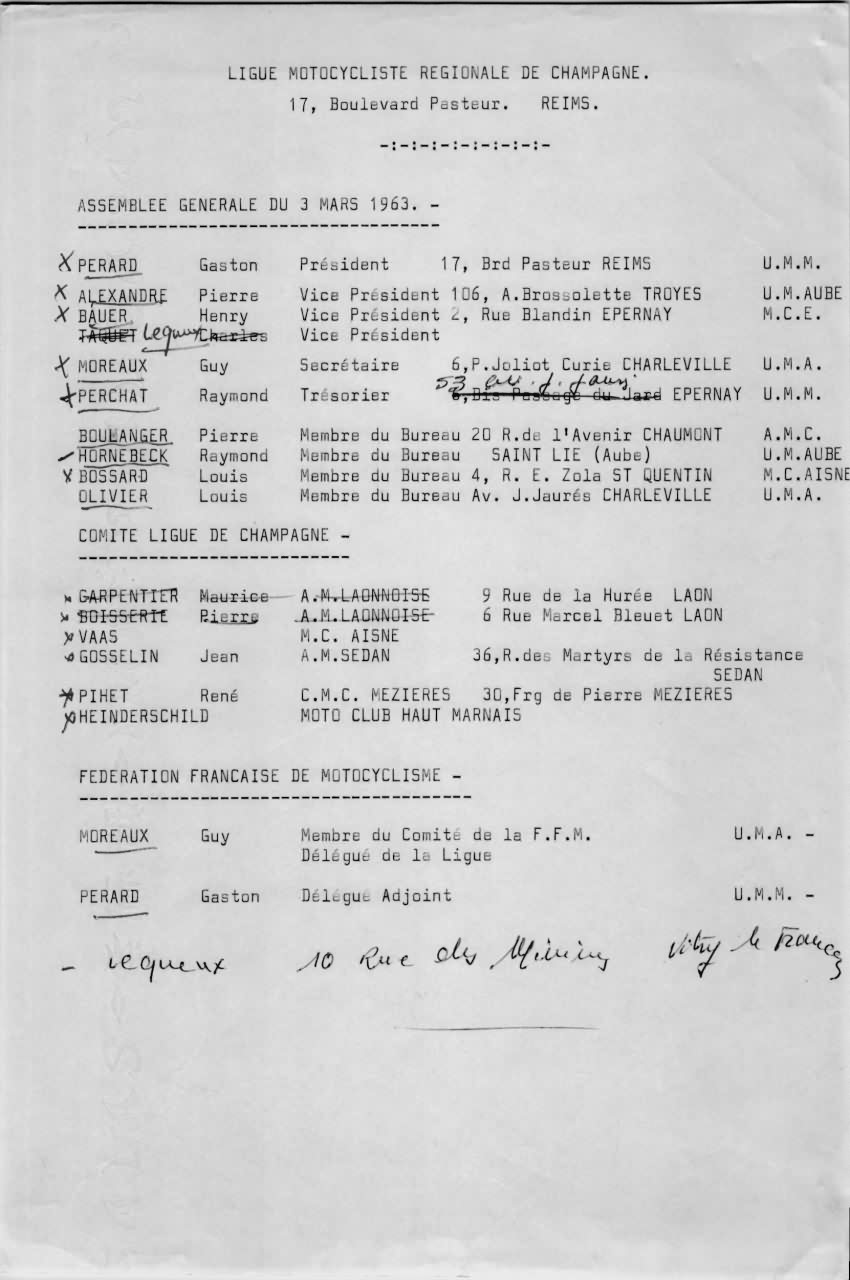 LIGUE MOTOCYCLISTE REGIONALE DE CHAMPAGNE.
17, Boulevard Pasteur. REIMS.
-:-:-:-:-:-:-:-:-
ASSEMBLEE GENERALE DU 3 MARS 1963. -
X PERARD Gaston Président 17, Brd Pasteur REIMS U.M.M.
X ALEXANDRE Pierre Vice Président 106, A.Brossolette TROYES U.M.AUBE
X BAUER Henry Vice Président 2, Rue Blandin EPERNAY M.C.E.
TAQUET Lequeux Charles Vice Président
X MOREAUX Guy Secrétaire 6,P.Joliot Curie CHARLEVILLE U.M.A.
53 av. J. Jaurés
X PERCHAT Raymond Trésorier 6,Bis Passage du Jard EPERNAY U.M.M.
BOULANGER Pierre Membre du Bureau 20 R.de l'Avenir CHAUMONT A.M.C.
HORNEBECK Raymond Membre du Bureau SAINT LIE (Aube) U.M.AUBE
X BOSSARD Louis Membre du Bureau 4, R. E. Zola ST QUENTIN M.C.AISNE
OLIVIER Louis Membre du Bureau Av. J.Jaurés CHARLEVILLE U.M.A.
COMITE LIGUE DE CHAMPAGNE -
x CARPENTIER Maurice A.M.LAONNOISE 9 Rue de la Hurée LAON
x BOISSERIE Pierre A.M.LAONNOISE 6 Rue Marcel Bleuet LAON
x VAAS M.C. AISNE
x GOSSELIN Jean A.M.SEDAN 36,R.des Martyrs de la Résistance
SEDAN
X PIHET René C.M.C. MEZIERES 30,Frg de Pierre MEZIERES
x HEINDERSCHILD MOTO CLUB HAUT MARNAIS
FEDERATION FRANCAISE DE MOTOCYCLISME -
MOREAUX Guy Membre du Comité de la F.F.M. U.M.A. -
Délégué de la Ligue
PERARD Gaston Délégue Adjoint U.M.M. -
- Lequeux 10 Rue des Minimes Vitry le François